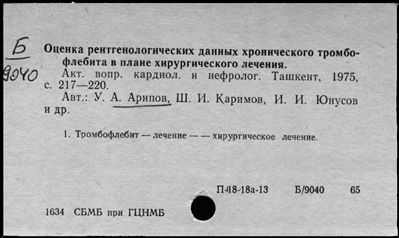 Б
9040
Оценка рентгенологических данных хронического тромбо-
флебита в плане хирургического лечения.
Акт. вопр. кардиол. и нефролог. Ташкент, 1975,
с. 217—220.
Авт.: У. А. Арипов, Ш. И. Каримов, И. И. Юнусов
и др.
1. Тромбофлебит — лечение — — хирургическое лечение.
П-18-18а-13 Б/9040 65
1634 СБМБ при ГЦНМБ